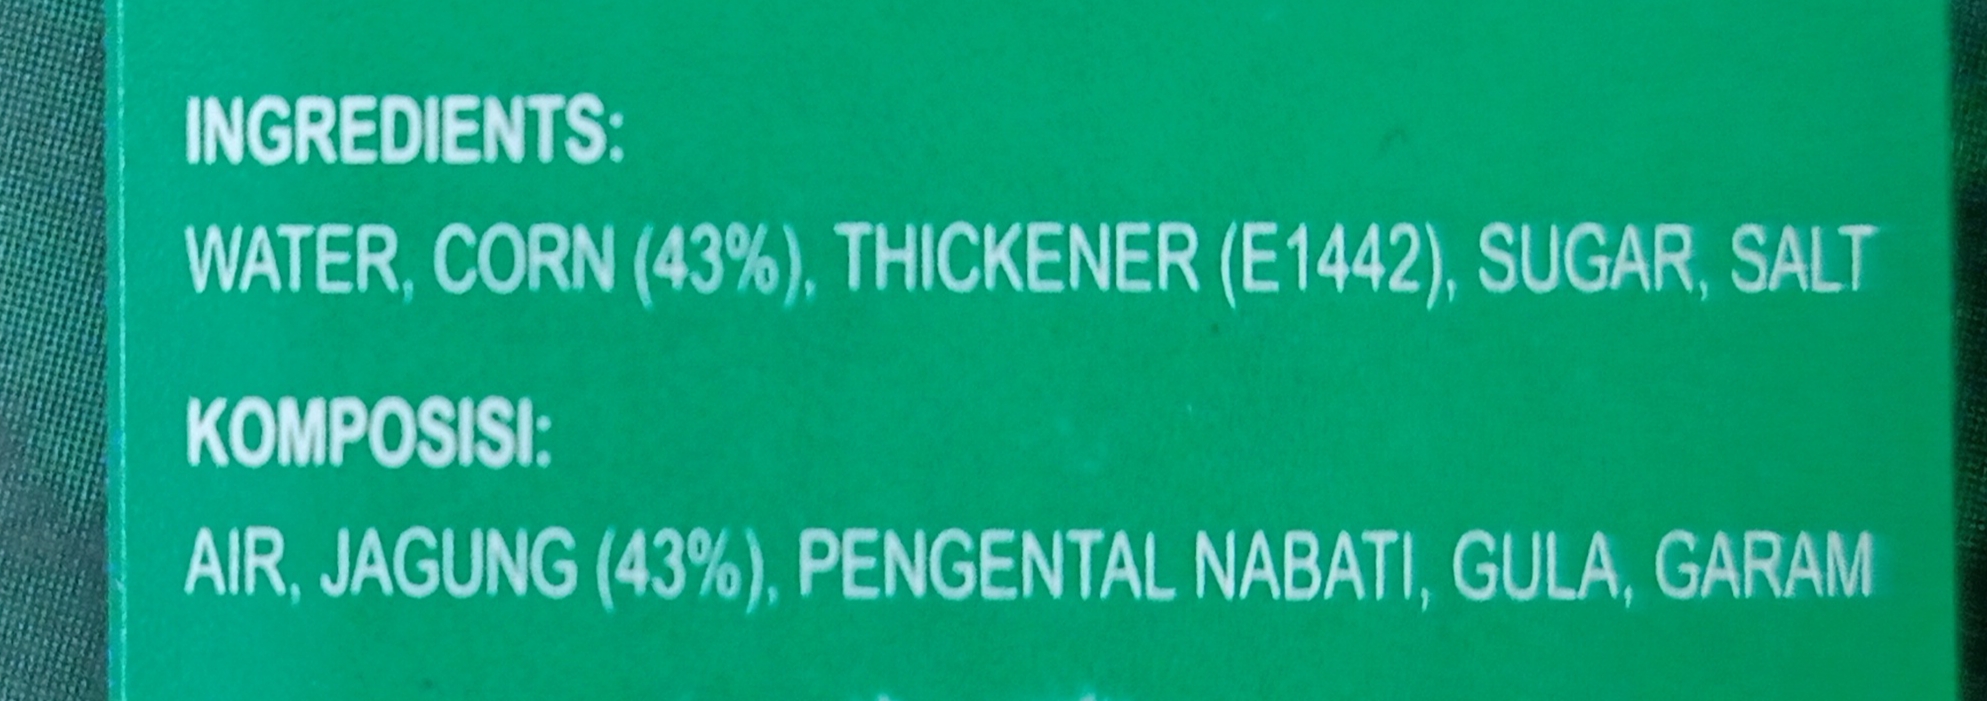 INGREDIENTS:
WATER, CORN (43%), THICKENER (E1442), SUGAR, SALT
KOMPOSISI:
AIR, JAGUNG (43%), PENGENTAL NABATI, GULA, GARAM